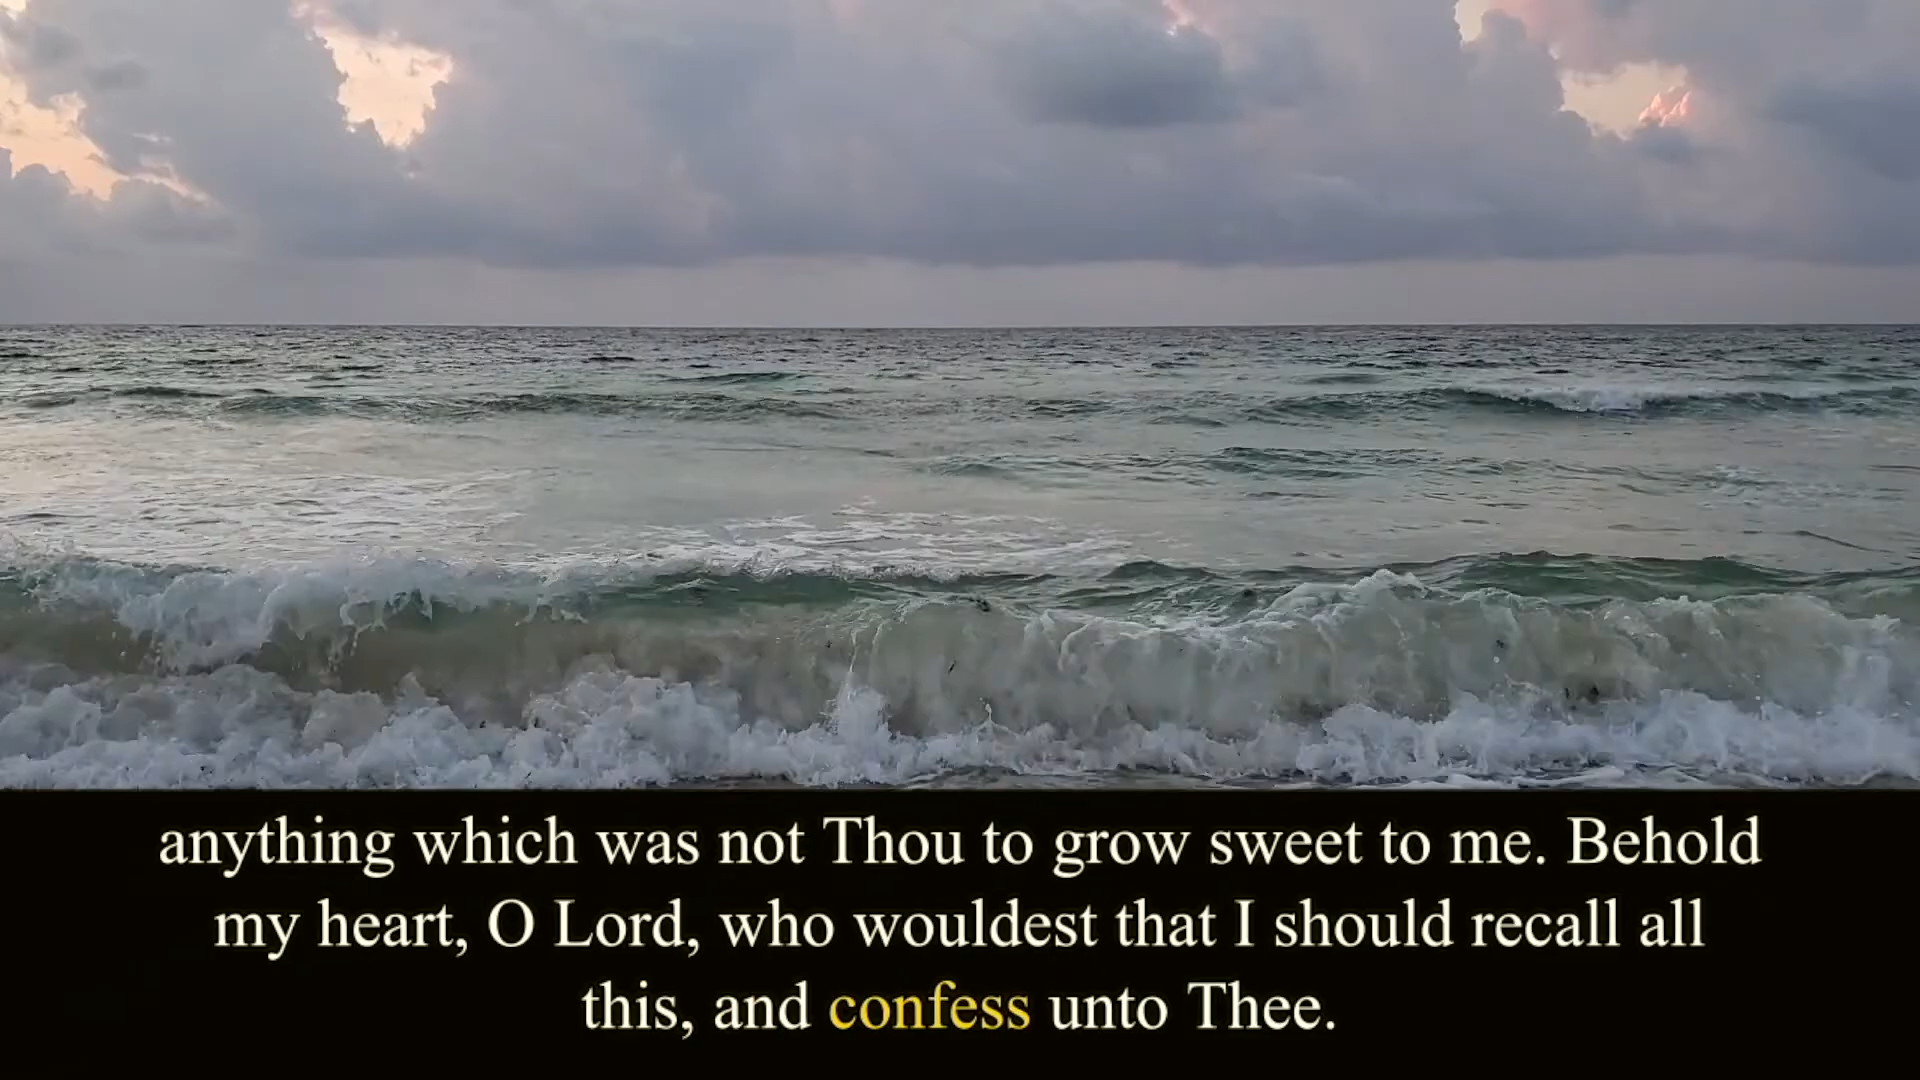 anything which was not Thou to grow sweet to me. Behold
my heart, O Lord, who wouldest that I should recall all
this, and confess unto Thee.